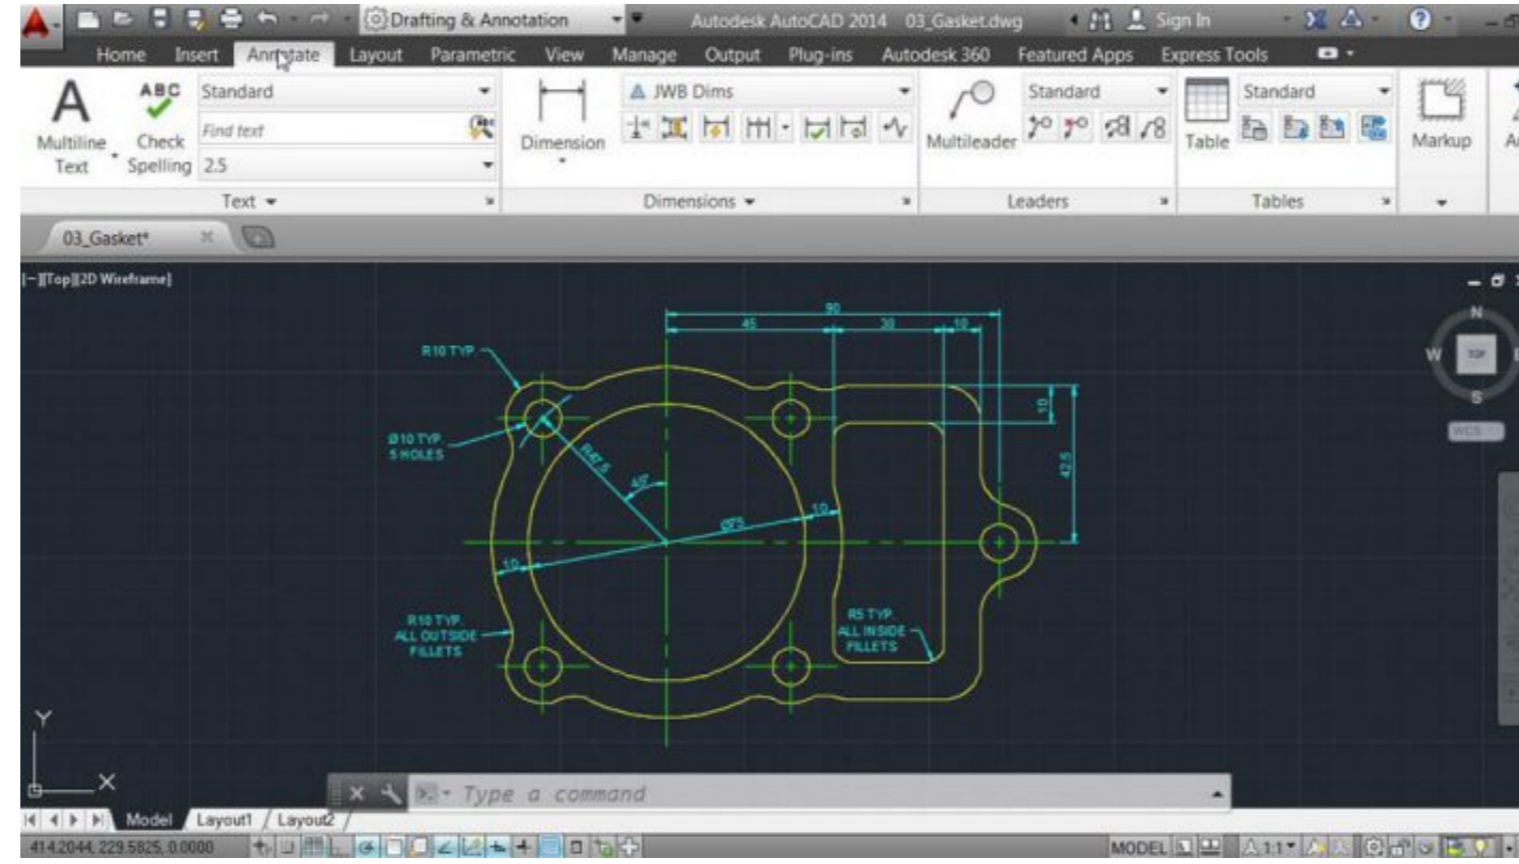 Drafting & Annotation
Autodesk AutoCAD 2014 03_Gasket.dwg
Sign In
Home Insert Annotate Layout Parametric View Manage Output Plug-ins Autodesk 360 Featured Apps Express Tools
Multiline
Text
ABC
Check
Spelling
Standard
Find text
2.5
Dimension
JWB Dims
Multileader
Standard
Table
Standard
Markup
Text
Dimensions
Leaders
Tables
03_Gasket*
[−][Top][2D Wireframe]
N
W
TOP
S
WCS
90
45 30 10
R10 TYP.
10
Ø10 TYP.
5 HOLES
R47.5
45°
42.5
Ø75
10
10
R10 TYP.
ALL OUTSIDE
FILLETS
R5 TYP.
ALL INSIDE
FILLETS
Y
X
Type a command
Model Layout1 Layout2
414.2044, 229.5825, 0.0000
MODEL
1:1